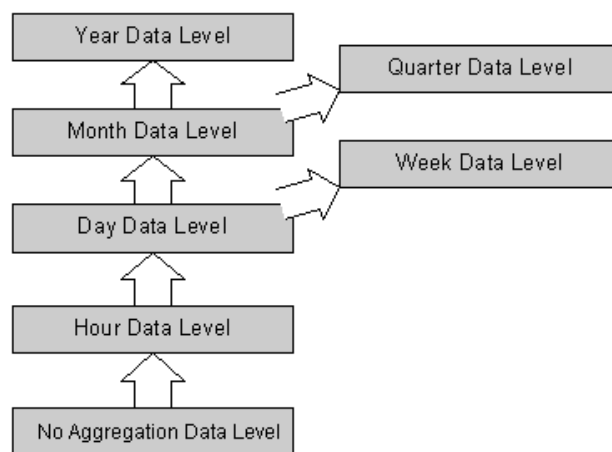 Year Data Level
Quarter Data Level
Month Data Level
Week Data Level
Day Data Level
Hour Data Level
No Aggregation Data Level